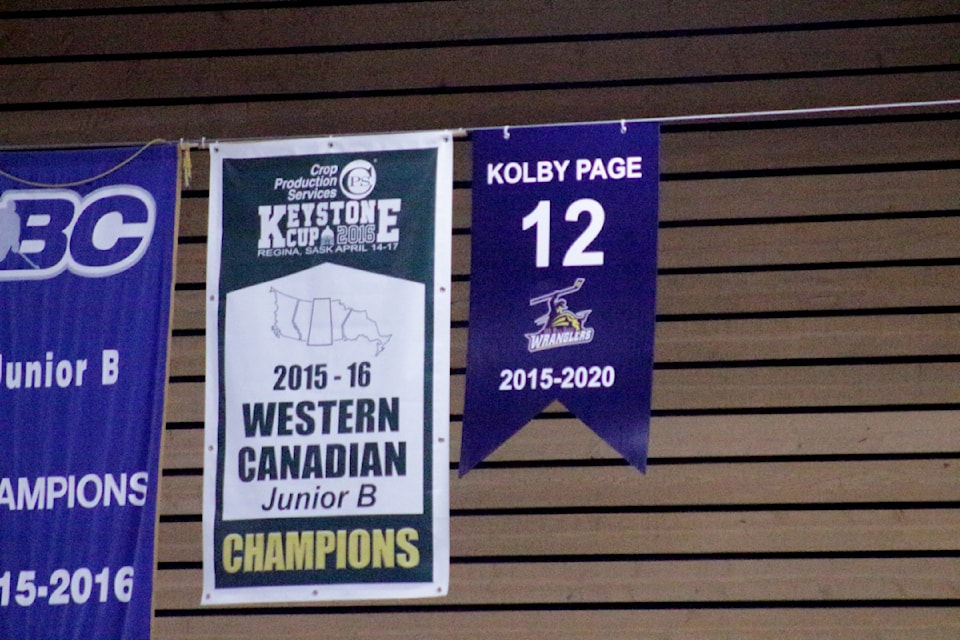 BC
Junior B
AMPIONS
15-2016
Crop
Production
Services
CPS
KEYSTONE
CUP 2016
REGINA, SASK APRIL 14-17
2015 - 16
WESTERN
CANADIAN
Junior B
CHAMPIONS
KOLBY PAGE
12
WRANGLERS
2015-2020